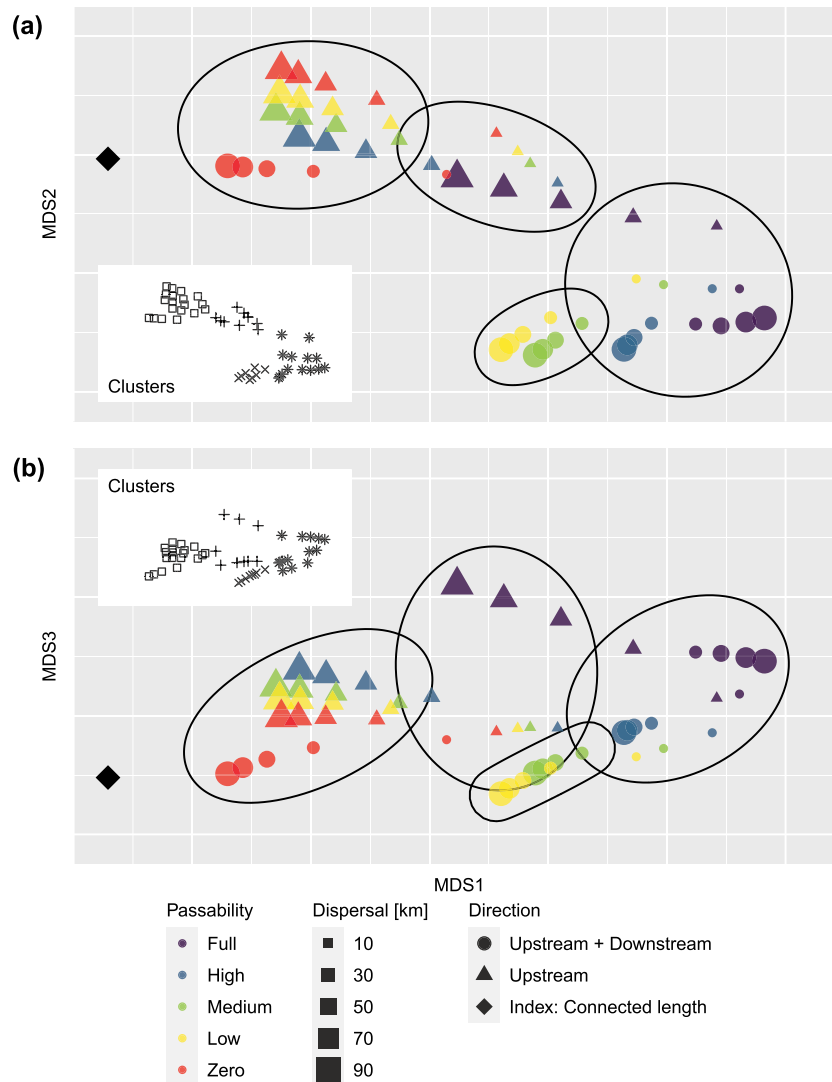 (a)
MDS2
Clusters
(b)
Clusters
MDS3
MDS1
Passability Dispersal [km] Direction
Full 10 Upstream + Downstream
High 30 Upstream
Medium 50 Index: Connected length
Low 70
Zero 90